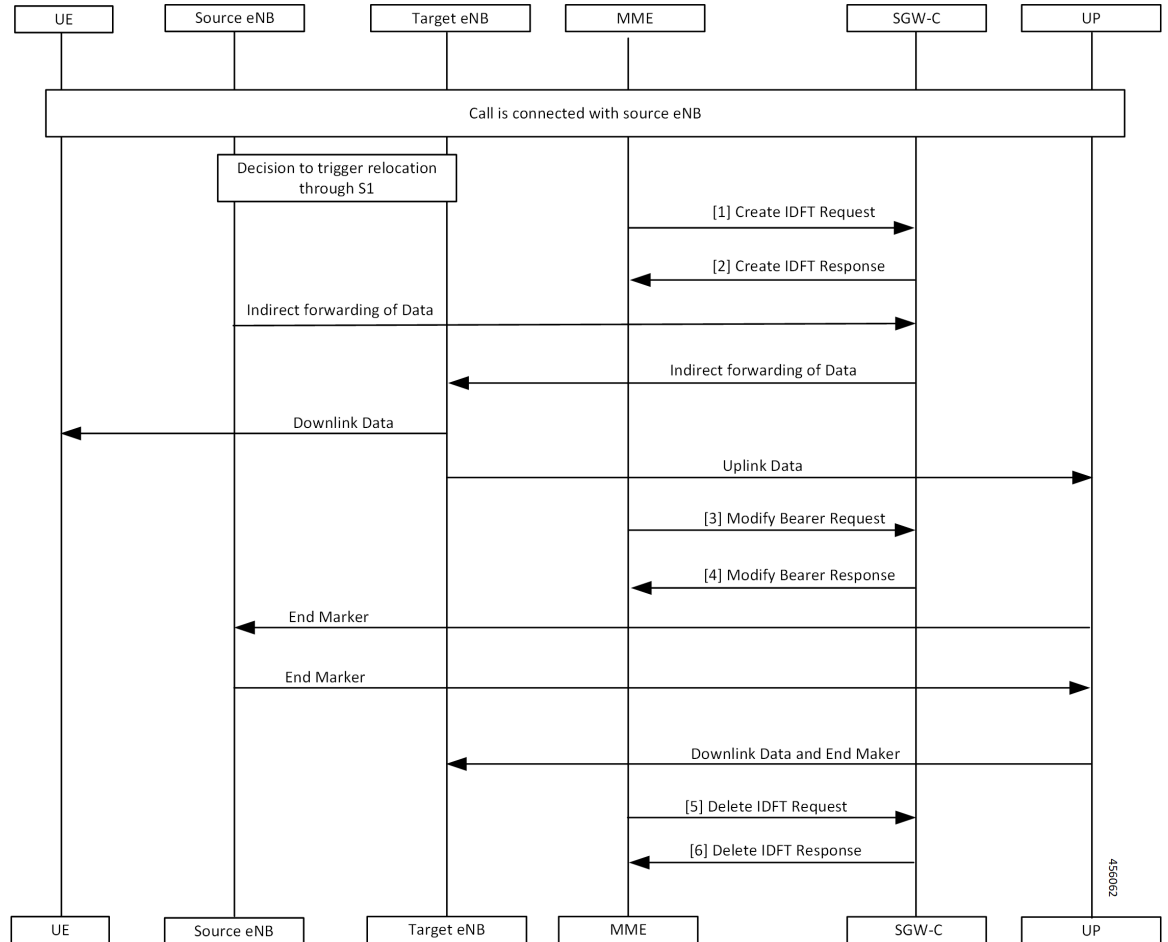 UE
Source eNB
Target eNB
MME
SGW-C
UP
Call is connected with source eNB
Decision to trigger relocation
through S1
[1] Create IDFT Request
[2] Create IDFT Response
Indirect forwarding of Data
Indirect forwarding of Data
Downlink Data
Uplink Data
[3] Modify Bearer Request
[4] Modify Bearer Response
End Marker
End Marker
Downlink Data and End Maker
[5] Delete IDFT Request
[6] Delete IDFT Response
456062
UE
Source eNB
Target eNB
MME
SGW-C
UP